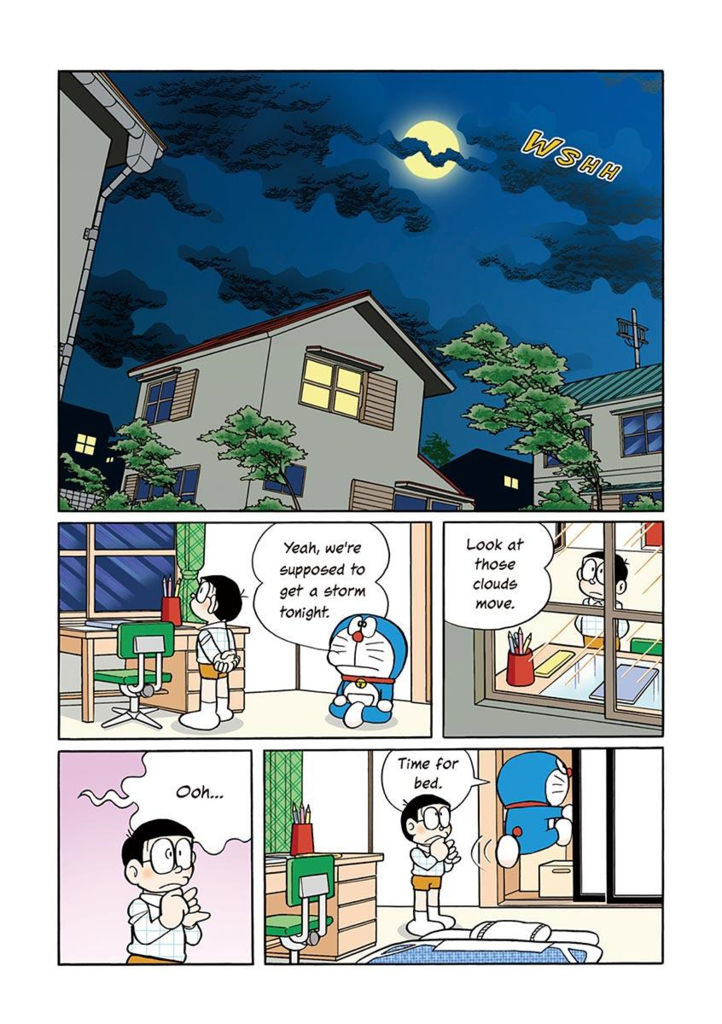 WSHH
Yeah, we're
supposed to
get a storm
tonight.
Look at
those
clouds
move.
Ooh...
Time for
bed.